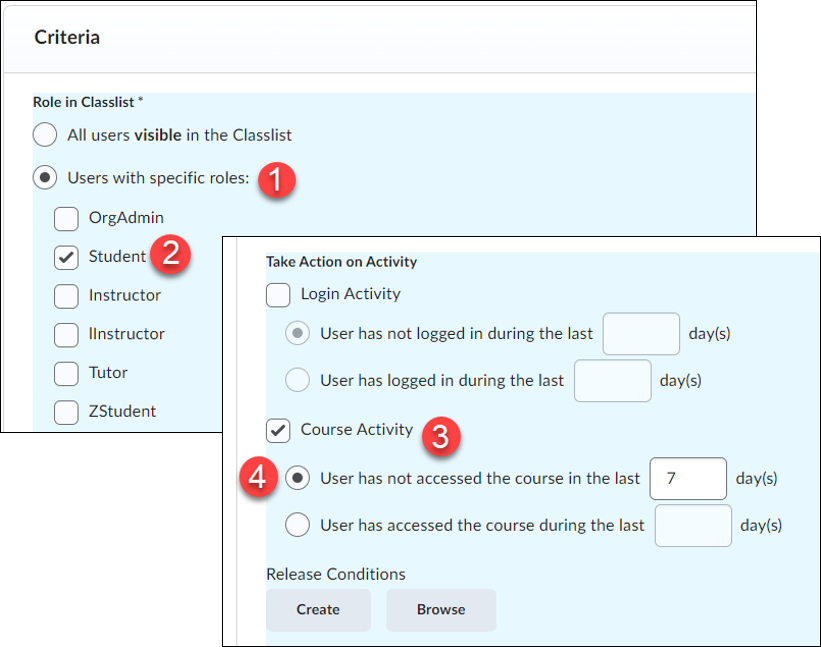 Criteria
Role in Classlist *
All users visible in the Classlist
Users with specific roles: 1
OrgAdmin
Student 2
Instructor
IInstructor
Tutor
ZStudent
Take Action on Activity
Login Activity
User has not logged in during the last day(s)
User has logged in during the last day(s)
Course Activity 3
4 User has not accessed the course in the last 7 day(s)
User has accessed the course during the last day(s)
Release Conditions
Create Browse